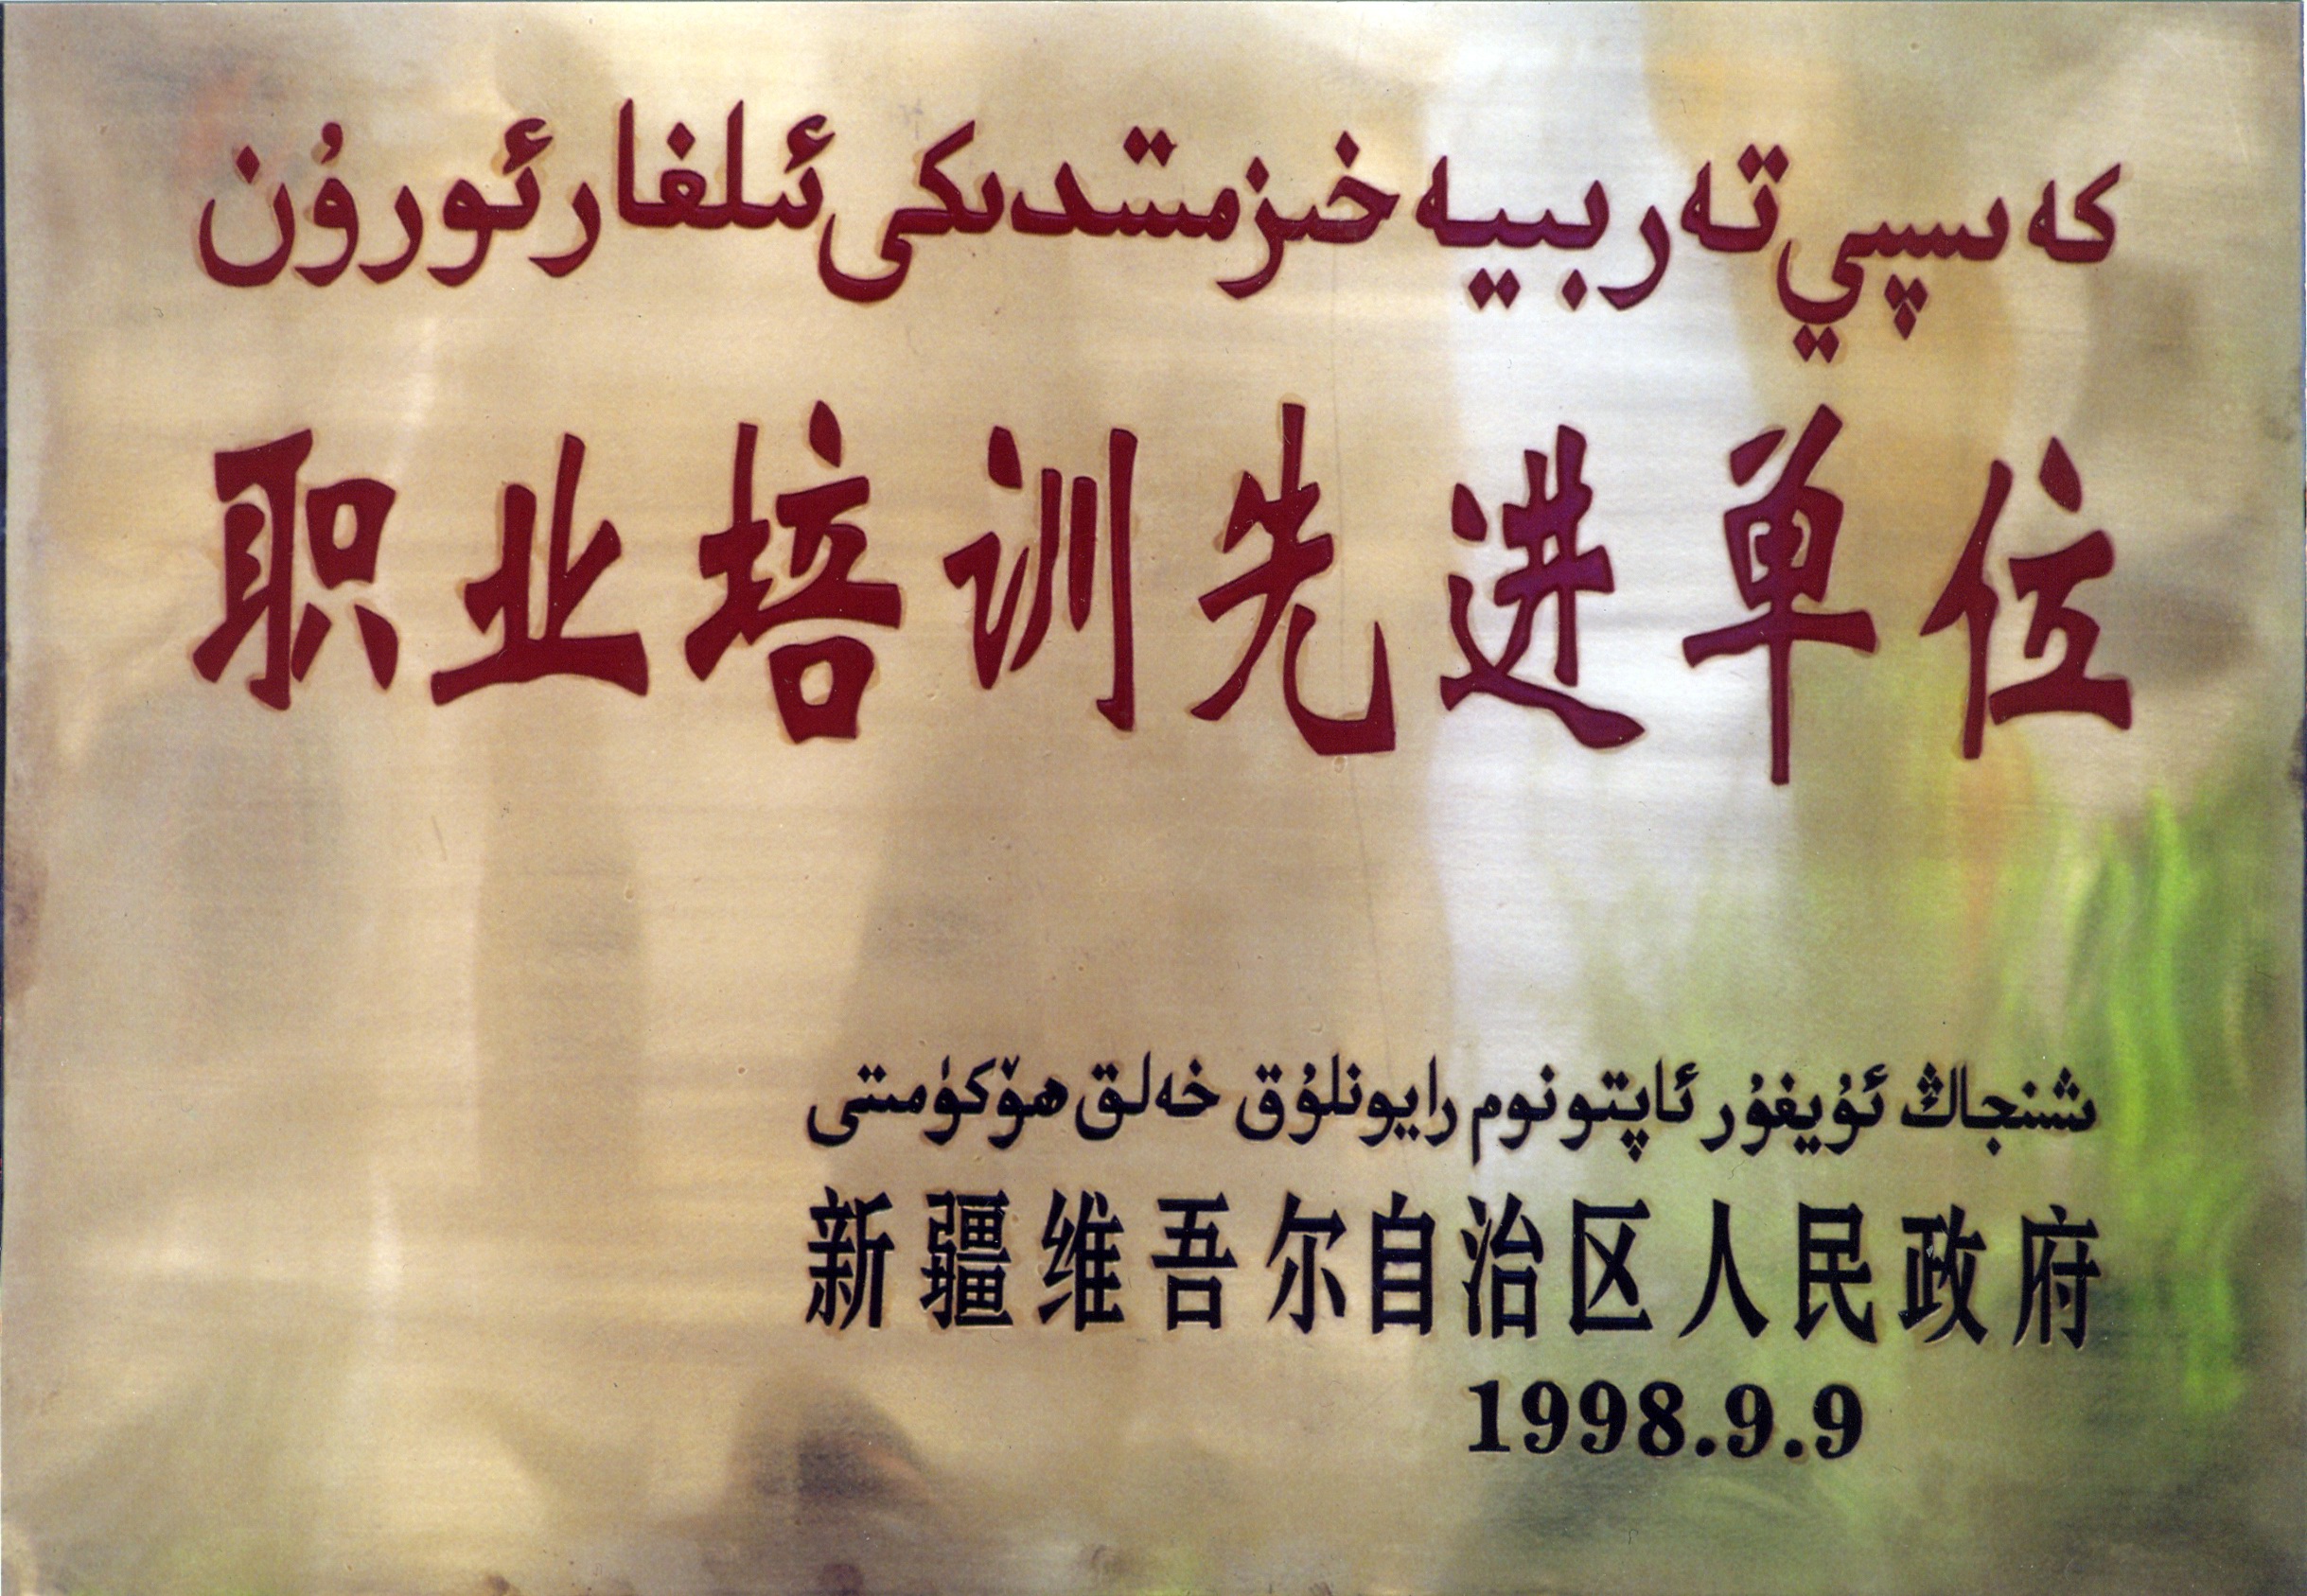 كەسىپىي تەربىيە خىزمىتىدىكى ئىلغار ئورۇن
职业培训先进单位
شىنجاڭ ئۇيغۇر ئاپتونوم رايونلۇق خەلق ھۆكۈمىتى
新疆维吾尔自治区人民政府
1998.9.9